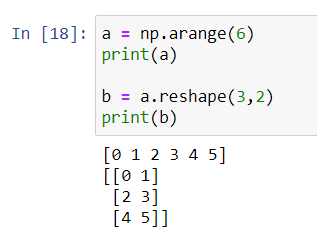 In [18]: a = np.arange(6)
print(a)
b = a.reshape(3,2)
print(b)
[0 1 2 3 4 5]
[[0 1]
 [2 3]
 [4 5]]